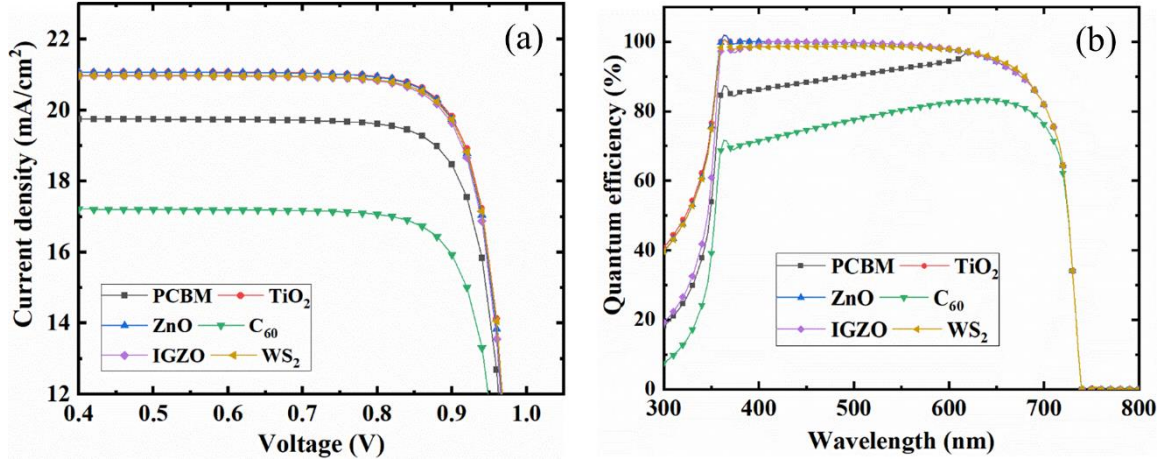 (a)
Current density (mA/cm²)
22
20
18
16
14
12
PCBM TiO₂
ZnO C₆₀
IGZO WS₂
0.4 0.5 0.6 0.7 0.8 0.9 1.0
Voltage (V)
(b)
Quantum efficiency (%)
100
80
60
40
20
0
PCBM TiO₂
ZnO C₆₀
IGZO WS₂
300 400 500 600 700 800
Wavelength (nm)